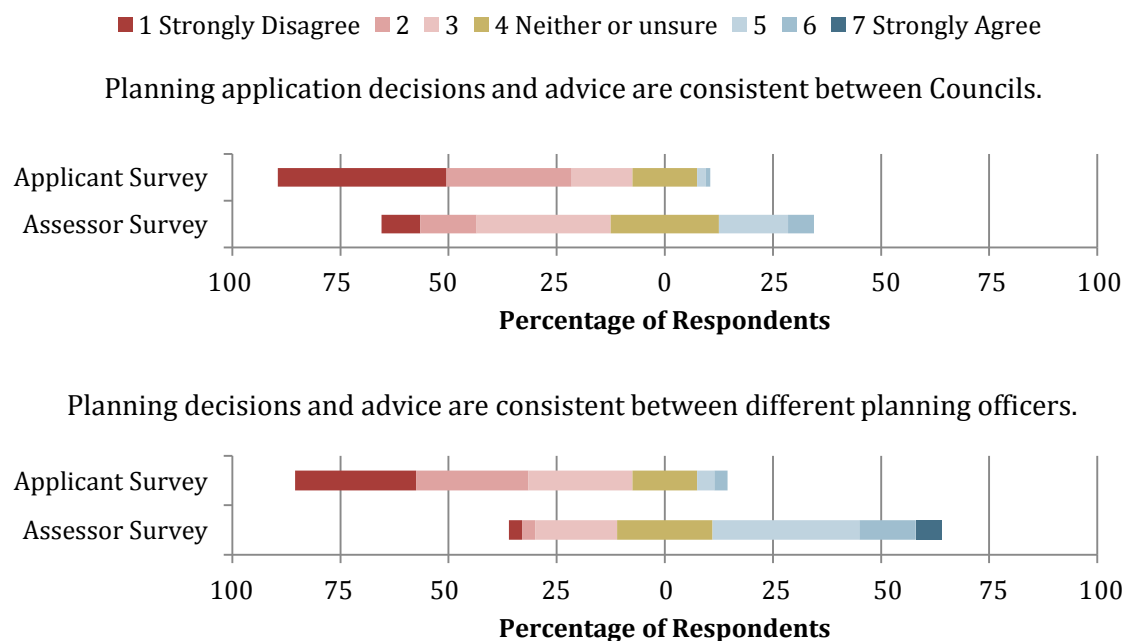 1 Strongly Disagree 2 3 4 Neither or unsure 5 6 7 Strongly Agree
Planning application decisions and advice are consistent between Councils.
Applicant Survey
Assessor Survey
100 75 50 25 0 25 50 75 100
Percentage of Respondents
Planning decisions and advice are consistent between different planning officers.
Applicant Survey
Assessor Survey
100 75 50 25 0 25 50 75 100
Percentage of Respondents